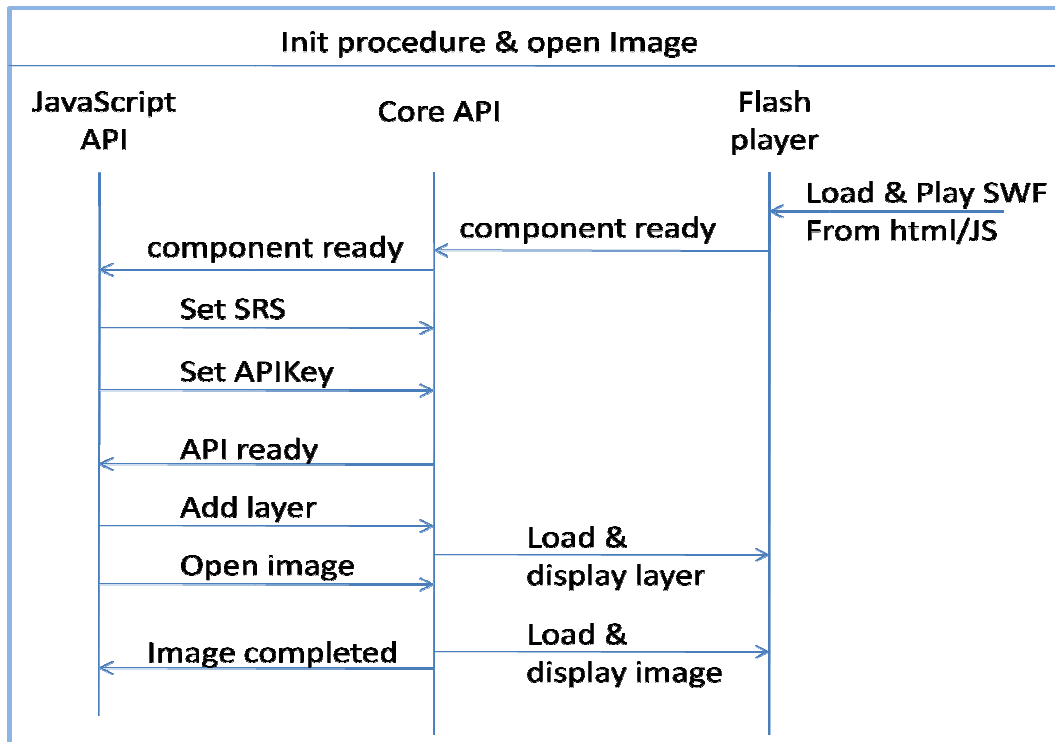 Init procedure & open Image
JavaScript
API
Core API
Flash
player
Load & Play SWF
From html/JS
component ready
component ready
Set SRS
Set APIKey
API ready
Add layer
Load &
display layer
Open image
Load &
display image
Image completed